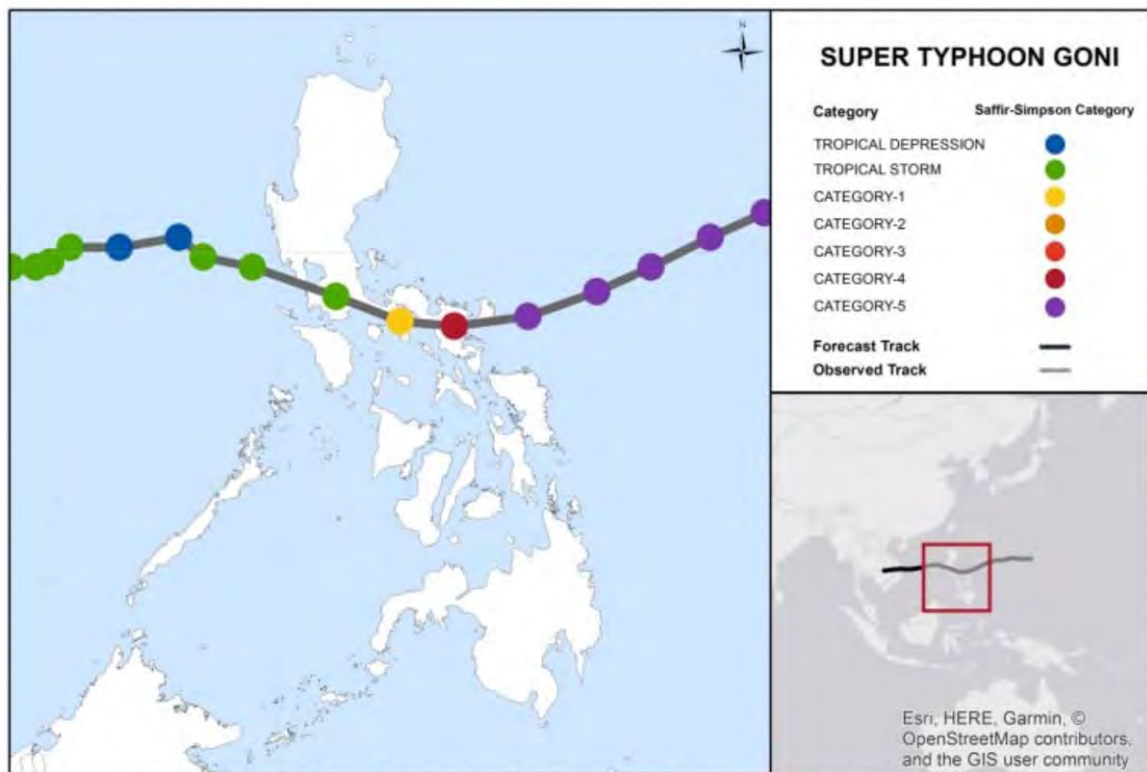 N
SUPER TYPHOON GONI
Category Saffir-Simpson Category
TROPICAL DEPRESSION
TROPICAL STORM
CATEGORY-1
CATEGORY-2
CATEGORY-3
CATEGORY-4
CATEGORY-5
Forecast Track
Observed Track
Esri, HERE, Garmin, ©
OpenStreetMap contributors,
and the GIS user community